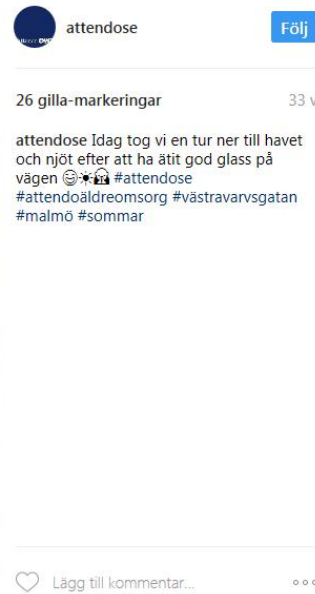 attendose
Följ
26 gilla-markeringar
33 v
attendose Idag tog vi en tur ner till havet
och njöt efter att ha ätit god glass på
vägen 😄☀🍙 #attendose
#attendoäldreomsorg #västravarvsgatan
#malmö #sommar
Lägg till kommentar...